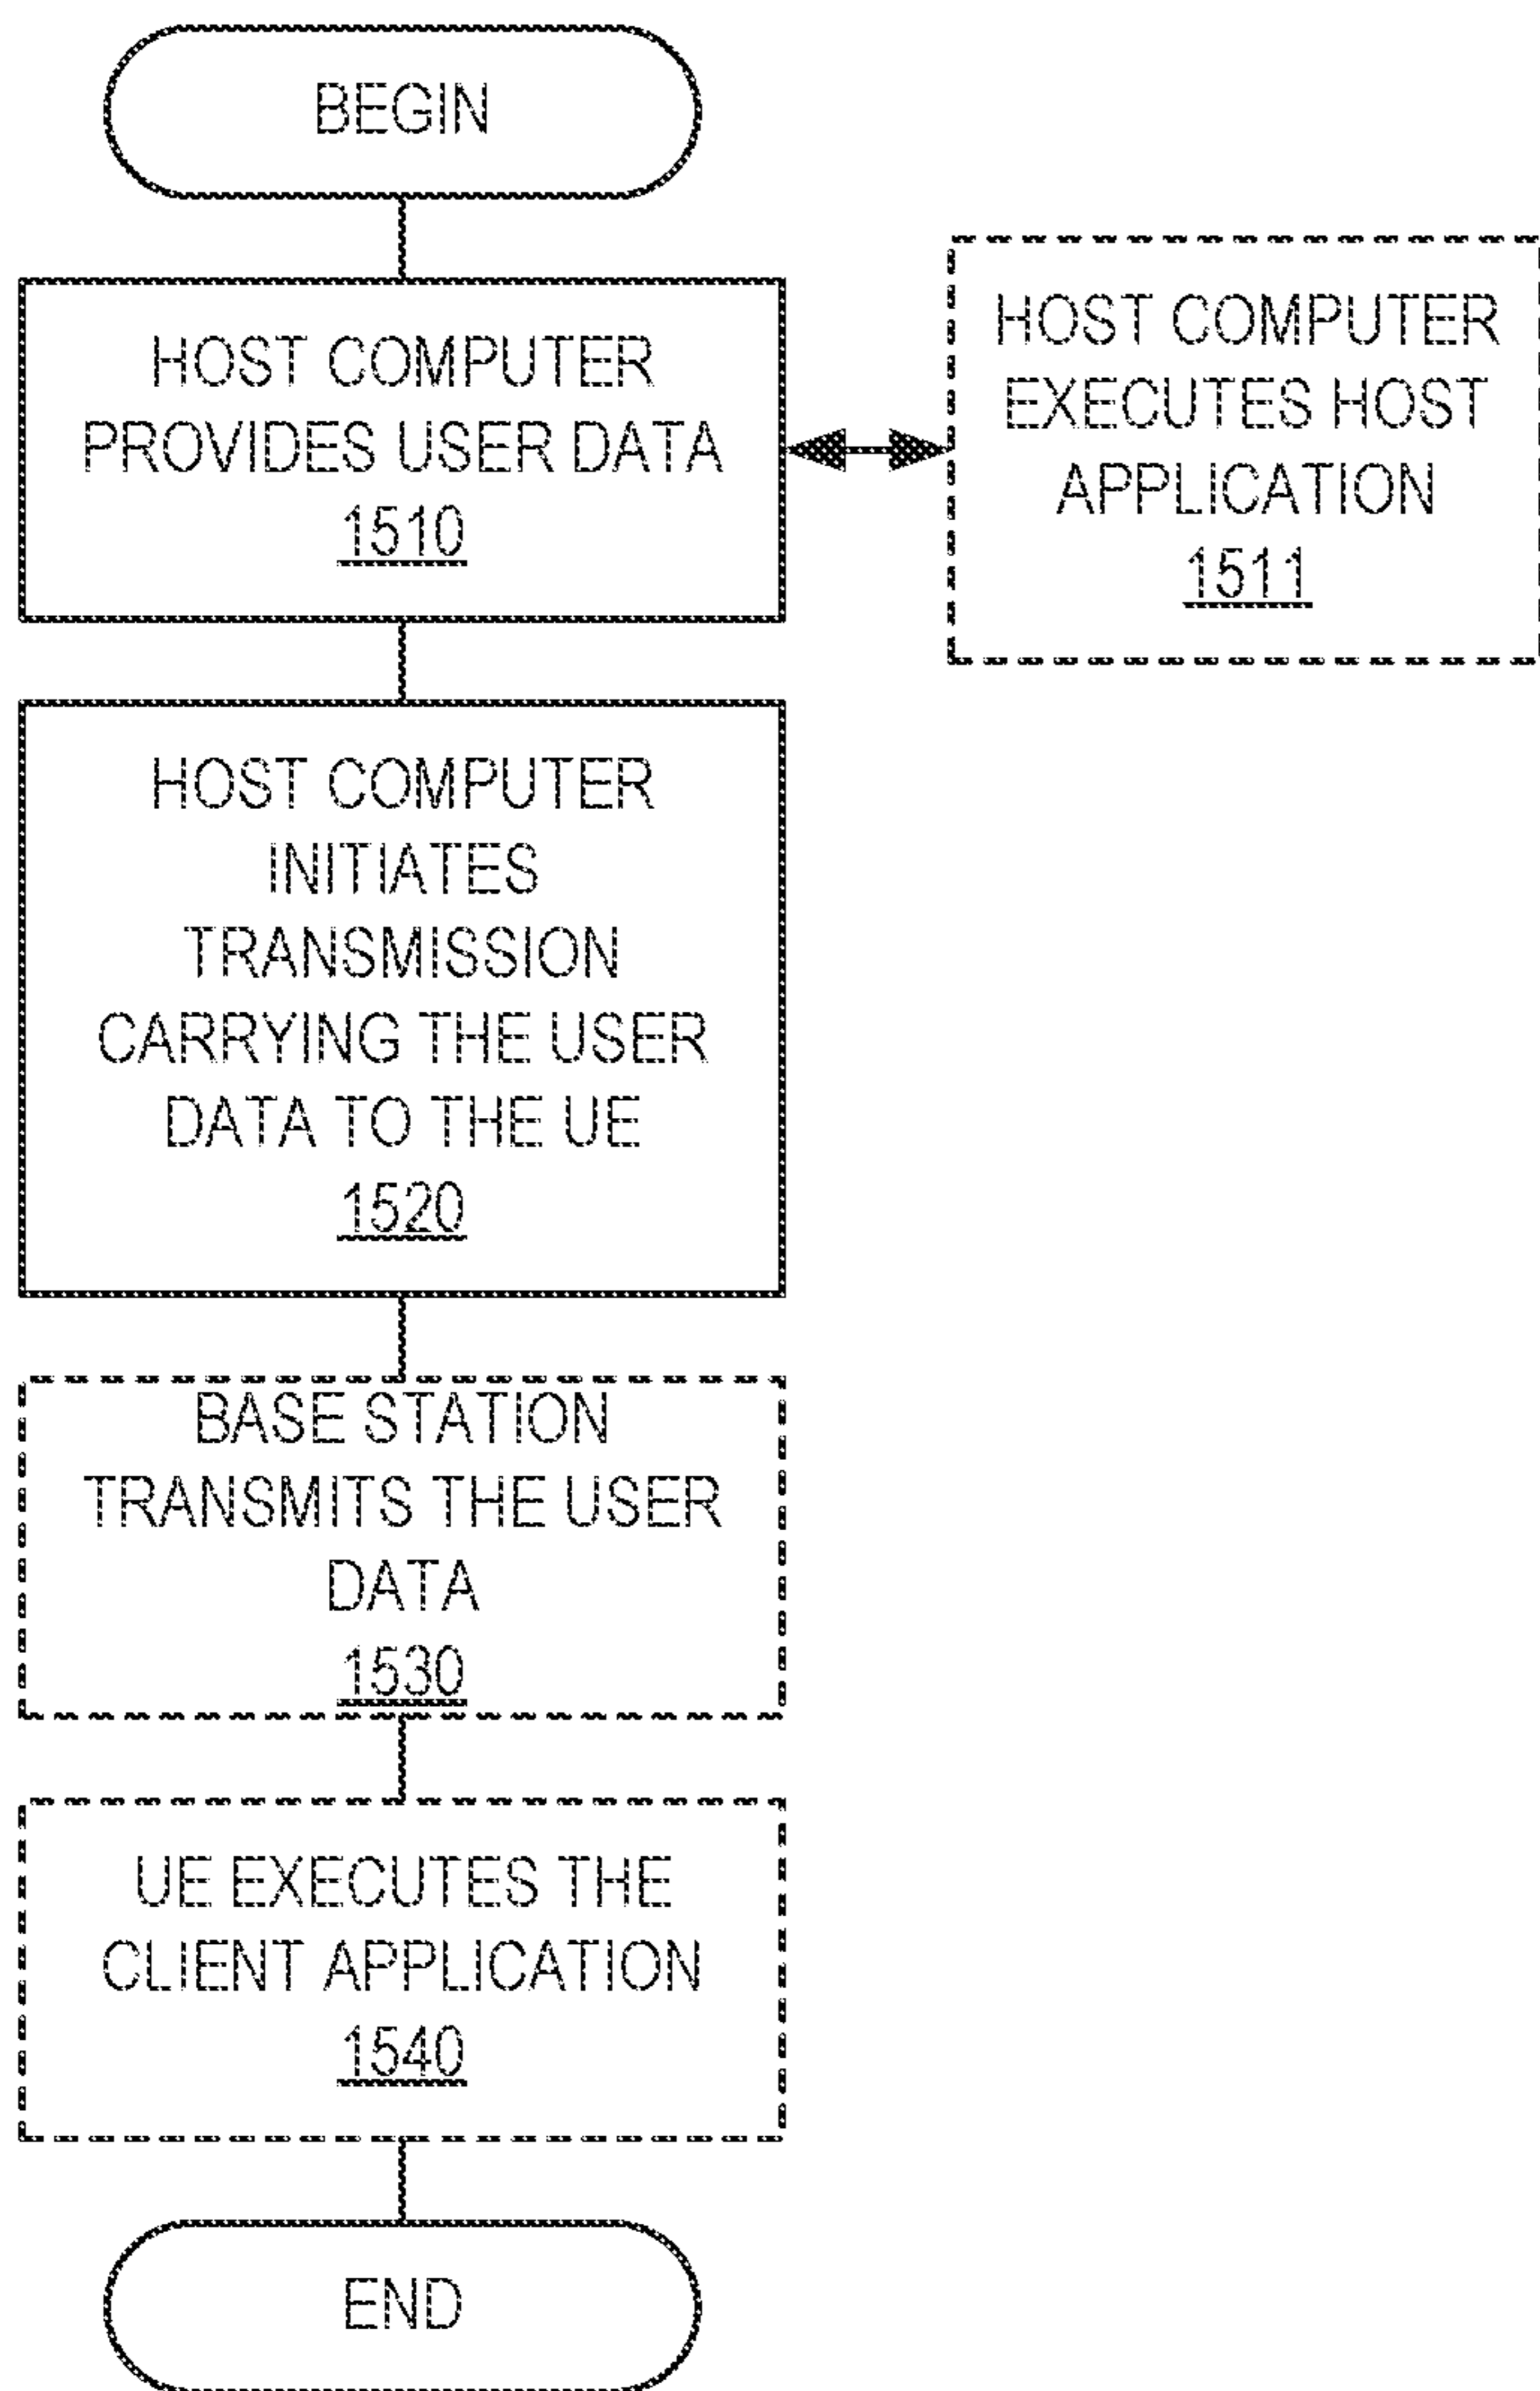 BEGIN
HOST COMPUTER
PROVIDES USER DATA
1510
HOST COMPUTER
EXECUTES HOST
APPLICATION
1511
HOST COMPUTER
INITIATES
TRANSMISSION
CARRYING THE USER
DATA TO THE UE
1520
BASE STATION
TRANSMITS THE USER
DATA
1530
UE EXECUTES THE
CLIENT APPLICATION
1540
END